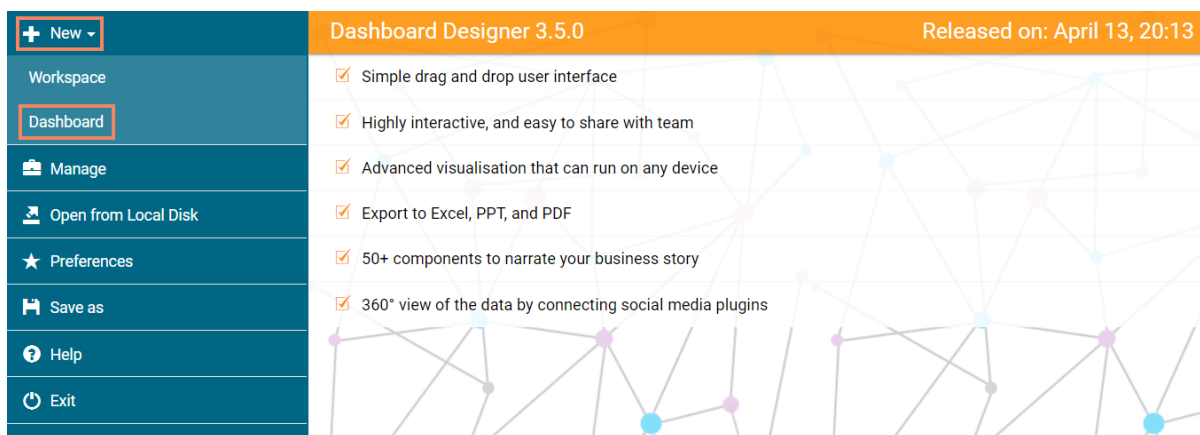 New
Workspace
Dashboard
Manage
Open from Local Disk
Preferences
Save as
Help
Exit
Dashboard Designer 3.5.0
Released on: April 13, 20:13
Simple drag and drop user interface
Highly interactive, and easy to share with team
Advanced visualisation that can run on any device
Export to Excel, PPT, and PDF
50+ components to narrate your business story
360° view of the data by connecting social media plugins